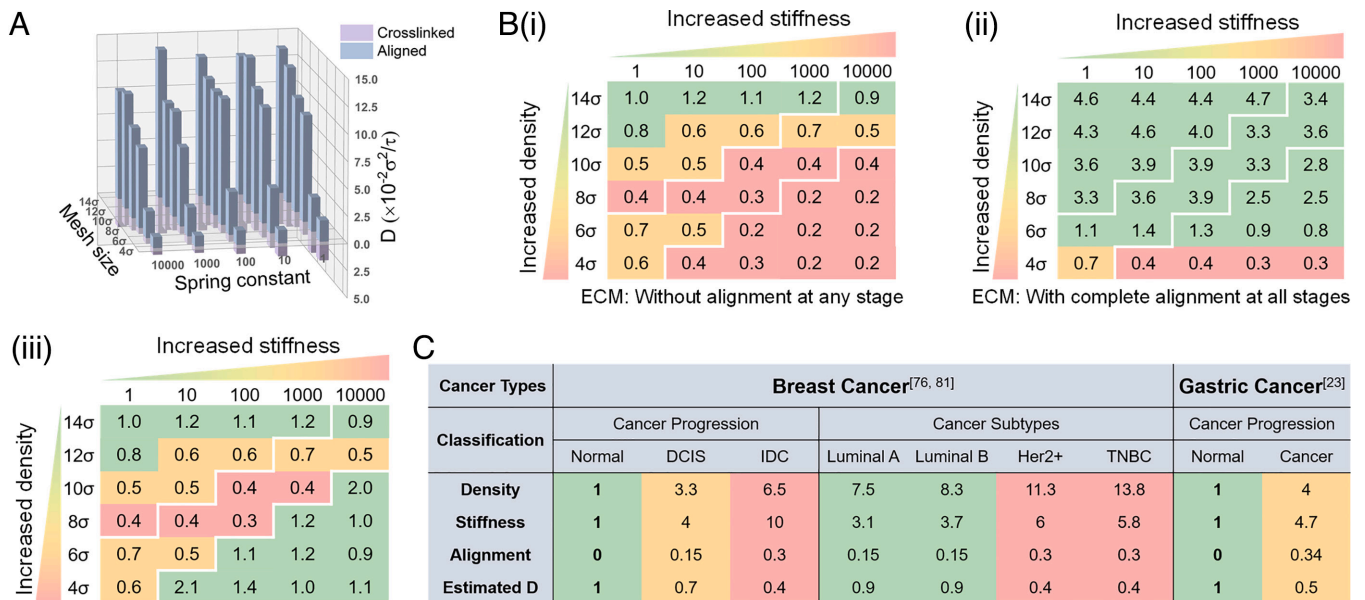 A
Crosslinked
Aligned
15.0
12.5
10.0
7.5
5.0
2.5
0.0
2.5
5.0
D (×10⁻²σ²/τ)
14σ
12σ
10σ
8σ
6σ
4σ
Mesh size
10000
1000
100
10
1
Spring constant
B(i)
Increased stiffness
1 10 100 1000 10000
Increased density
14σ 1.0 1.2 1.1 1.2 0.9
12σ 0.8 0.6 0.6 0.7 0.5
10σ 0.5 0.5 0.4 0.4 0.4
8σ 0.4 0.4 0.3 0.2 0.2
6σ 0.7 0.5 0.2 0.2 0.2
4σ 0.6 0.4 0.3 0.2 0.2
ECM: Without alignment at any stage
(ii)
Increased stiffness
1 10 100 1000 10000
Increased density
14σ 4.6 4.4 4.4 4.7 3.4
12σ 4.3 4.6 4.0 3.3 3.6
10σ 3.6 3.9 3.9 3.3 2.8
8σ 3.3 3.6 3.9 2.5 2.5
6σ 1.1 1.4 1.3 0.9 0.8
4σ 0.7 0.4 0.4 0.3 0.3
ECM: With complete alignment at all stages
(iii)
Increased stiffness
1 10 100 1000 10000
Increased density
14σ 1.0 1.2 1.1 1.2 0.9
12σ 0.8 0.6 0.6 0.7 0.5
10σ 0.5 0.5 0.4 0.4 2.0
8σ 0.4 0.4 0.3 1.2 1.0
6σ 0.7 0.5 1.1 1.2 0.9
4σ 0.6 2.1 1.4 1.0 1.1
C
Cancer Types Breast Cancer[76, 81] Gastric Cancer[23]
Classification Cancer Progression Cancer Subtypes Cancer Progression
Normal DCIS IDC Luminal A Luminal B Her2+ TNBC Normal Cancer
Density 1 3.3 6.5 7.5 8.3 11.3 13.8 1 4
Stiffness 1 4 10 3.1 3.7 6 5.8 1 4.7
Alignment 0 0.15 0.3 0.15 0.15 0.3 0.3 0 0.34
Estimated D 1 0.7 0.4 0.9 0.9 0.4 0.4 1 0.5